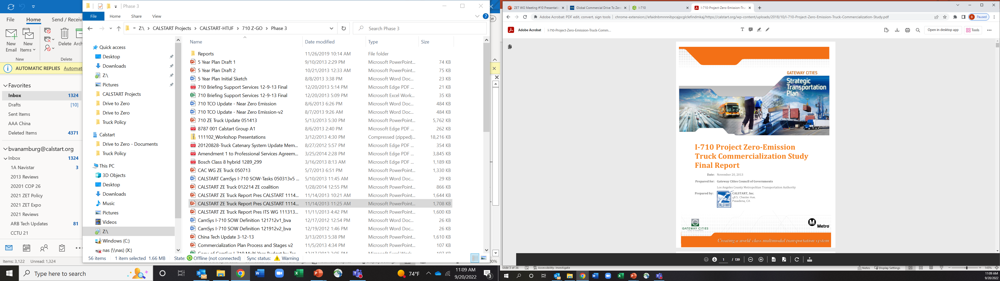 File
Home
Send / Receiv
New
Email
New
Items
Delete
Arch
New
Delete
AUTOMATIC REPLIES Automat
Favorites
Inbox 1324
Drafts [10]
Sent Items
AAA China
Deleted Items 4371
bvanamburg@calstart.org
Inbox 1324
1A Navistar 3
2013 Reviews
20201 COP 26
2021 ZET Policy
2021 ZET Expo
2021 Reviews
ARB Tech Updates 81
CCTU 21
Items: 3,122 Unread: 1,324
Phase 3
File Home Share View
« Z:\ > CALSTART Projects > CALSTART-HTUF > 710 Z-GO > Phase 3
Search Phase 3
Quick access
Desktop
Downloads
Z:\
Pictures
CALSTART Projects
Drive to Zero
Drive to Zero
Truck Policy
Calstart
Drive to Zero - Documents
Truck Policy
This PC
3D Objects
Desktop
Downloads
Music
Pictures
Videos
Z:\
Windows (C:)
nas (\\nas) (X:)
Name Date modified Type Size
Reports 11/26/2019 10:14 AM File folder
5 Year Plan Draft 1 9/10/2013 2:29 PM Microsoft PowerPoint... 74 KB
5 Year Plan Draft 2 10/21/2013 12:33 AM Microsoft PowerPoint... 75 KB
5 Year Plan Initial Sketch 8/8/2013 3:38 PM Microsoft Word Doc... 23 KB
710 Briefing Support Services 12-9-13 Final 12/20/2013 5:14 PM Microsoft Edge PDF ... 21 KB
710 Briefing Support Services 12-9-13 Final 12/20/2013 5:09 PM Microsoft Excel Work... 35 KB
710 TCO Update - Near Zero Emission 8/6/2013 6:26 PM Microsoft Word Doc... 484 KB
710 TCO Update - Near Zero Emission-v2 8/7/2013 9:26 AM Microsoft Word Doc... 484 KB
710 ZE Truck Update 051413 5/13/2013 5:30 PM Microsoft PowerPoint... 5,762 KB
8787 001 Calstart Group A1 8/6/2013 2:40 PM Microsoft Edge PDF ... 262 KB
111102_Workshop Presentations 3/12/2013 4:30 PM Compressed (zipped)... 18,216 KB
20120828-Truck Catenary System Update Mem... 8/27/2012 5:57 PM Microsoft Edge PDF ... 354 KB
Amendment 1 to Professional Services Agreem... 3/25/2014 2:28 PM Microsoft Edge PDF ... 3,845 KB
Bosch Class 8 hybrid 1289_299 3/16/2013 8:13 AM Microsoft Edge PDF ... 1,189 KB
CAC WG ZE Truck 050713 5/7/2013 6:51 PM Microsoft PowerPoint... 1,330 KB
CALSTART CamSys I-710 SOW-Tasks 050313v5 ... 5/10/2013 11:45 AM Microsoft Word Doc... 29 KB
CALSTART ZE Truck 012214 ZE coalition 1/28/2014 12:55 PM Microsoft PowerPoint... 866 KB
CALSTART ZE Truck Report Pres CALSTART 1114... 11/14/2013 10:21 AM Microsoft PowerPoint... 1,644 KB
CALSTART ZE Truck Report Pres CALSTART 1114... 11/14/2013 11:25 AM Microsoft PowerPoint... 1,708 KB
CALSTART ZE Truck Report Pres ITS WG 111313... 11/11/2013 4:42 PM Microsoft PowerPoint... 1,600 KB
CamSys I-710 SOW Definition 121712v1_bva 12/17/2012 12:54 PM Microsoft Word Doc... 26 KB
CamSys I-710 SOW Definition 121912v2_bva 12/19/2012 1:46 PM Microsoft Word Doc... 26 KB
China Tech Update 3-12-13 3/13/2013 5:38 PM Microsoft PowerPoint... 1,610 KB
Commercialization Plan Process and Stages v2 11/5/2013 4:34 PM Microsoft PowerPoint... 107 KB
56 items 1 item selected 1.66 MB State: Offline (not connected) Sync status: Warning
Type here to search
74°F
11:09 AM
9/20/2022
3
ZET WG Meeting #10 Presentatio
Global Commercial Drive To Zero
I-710
I-710-Project-Zero-Emission-Truc
Adobe Acrobat: PDF edit, convert, sign tools | chrome-extension://efaidnbmnnnibpcajpcglclefindmkaj/https://calstart.org/wp-content/uploads/2018/10/I-710-Project-Zero-Emission-Truck-Commercialization-Study.pdf
B Paused
Adobe Acrobat I-710-Project-Zero-Emission-Truck-Comm...
Open in desktop app
Tools
GATEWAY CITIES
Strategic
Transportation
Plan
I-710 Project Zero-Emission
Truck Commercialization Study
Final Report
Date: November 20, 2013
Prepared for: Gateway Cities Council of Governments
Los Angeles County Metropolitan Transportation Authority
Prepared by: CALSTART, Inc.
48 S. Chester Ave.
Pasadena, CA
CALSTART
GATEWAY CITIES
Metro
Creating a world class multimodal transportation system
1 / 139
Slide 3 of 36 Accessibility: Investigate
Notes Display Settings 145%
11:09 AM
9/20/2022